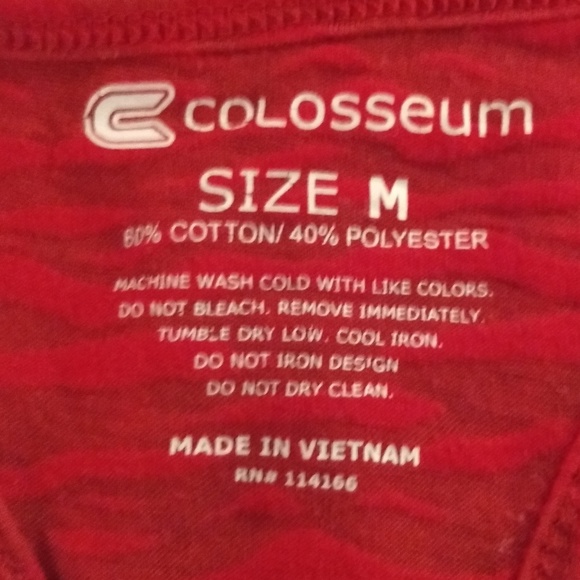 COLOSSEUM
SIZE M
60% COTTON/ 40% POLYESTER
MACHINE WASH COLD WITH LIKE COLORS.
DO NOT BLEACH. REMOVE IMMEDIATELY.
TUMBLE DRY LOW. COOL IRON.
DO NOT IRON DESIGN
DO NOT DRY CLEAN.
MADE IN VIETNAM
RN# 114166